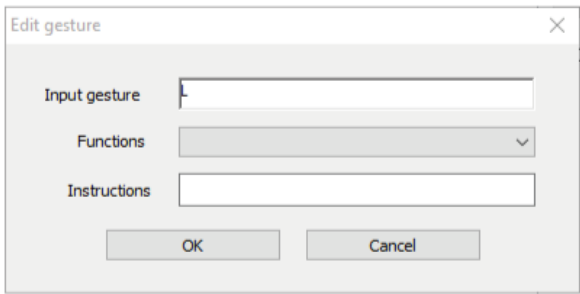 Edit gesture
Input gesture L
Functions
Instructions
OK Cancel